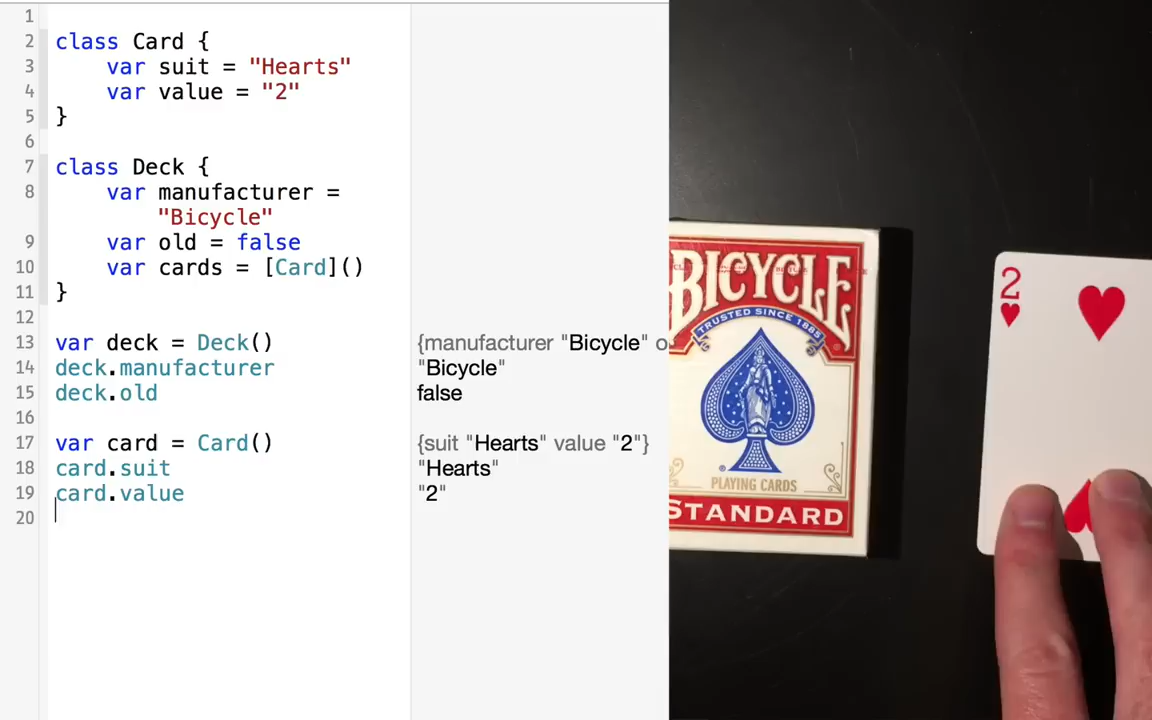 1
2 class Card {
3 var suit = "Hearts"
4 var value = "2"
5 }
6
7 class Deck {
8 var manufacturer =
"Bicycle"
9 var old = false
10 var cards = [Card]()
11 }
12
13 var deck = Deck()
14 deck.manufacturer
15 deck.old
16
17 var card = Card()
18 card.suit
19 card.value
20
{manufacturer "Bicycle" o
"Bicycle"
false
{suit "Hearts" value "2"}
"Hearts"
"2"
BICYCLE
®
TRUSTED SINCE 1885
®
PLAYING CARDS
STANDARD
2